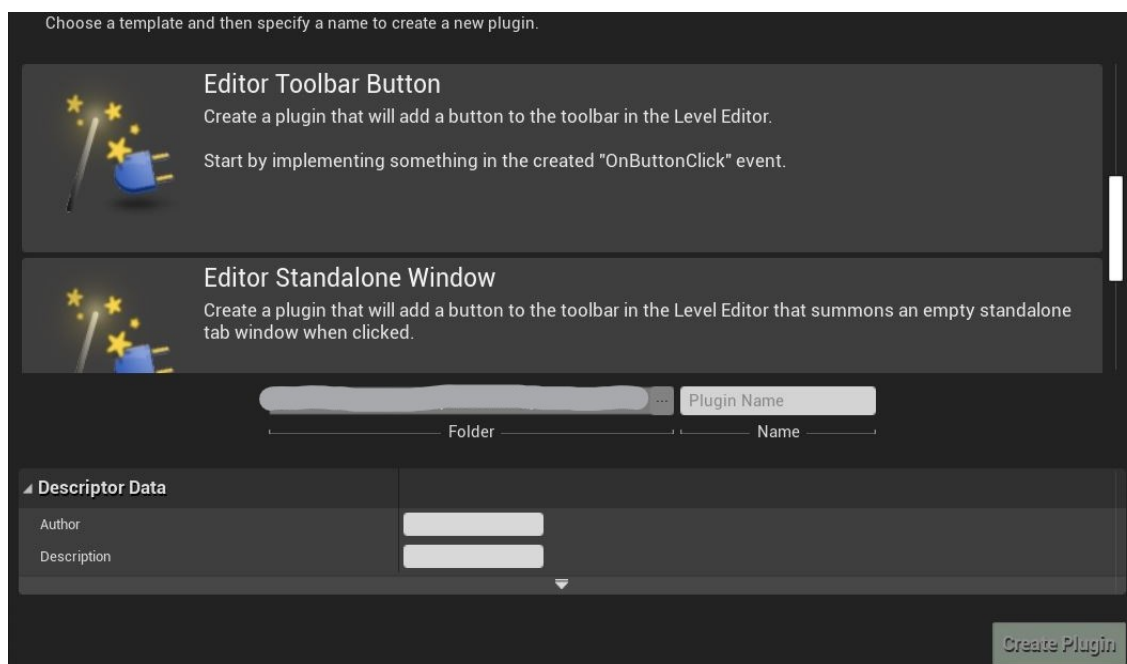 Choose a template and then specify a name to create a new plugin.
Editor Toolbar Button
Create a plugin that will add a button to the toolbar in the Level Editor.
Start by implementing something in the created "OnButtonClick" event.
Editor Standalone Window
Create a plugin that will add a button to the toolbar in the Level Editor that summons an empty standalone
tab window when clicked.
... Plugin Name
Folder Name
Descriptor Data
Author
Description
Create Plugin